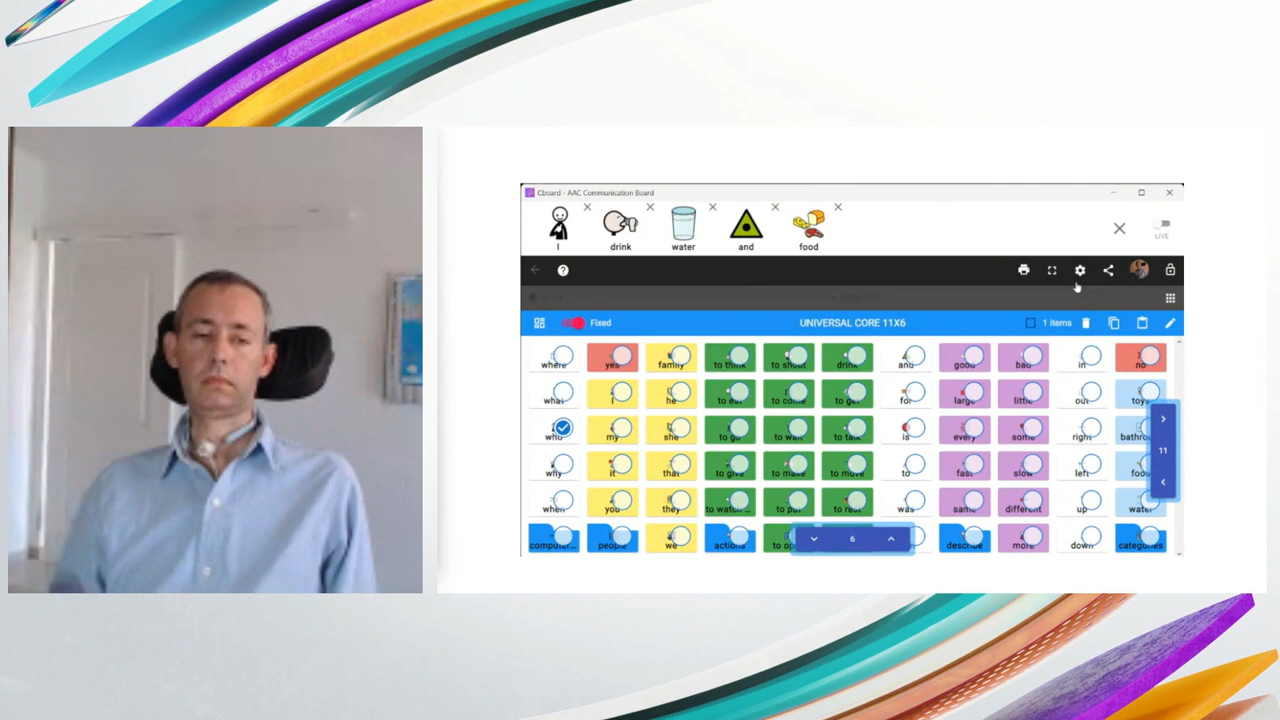 Cboard - AAC Communication Board
I drink water and food
LIVE
Fixed UNIVERSAL CORE 11X6 1 items
where yes family to think to shout drink and good bad in no
what I he to eat to come to get for large little out toys
who my she to go to wait to talk is every some right
why it that to give to make to move to fast slow left food
when you they to watch ... to put to rest was same different up water
computer... people we actions describe more down categories
11
6